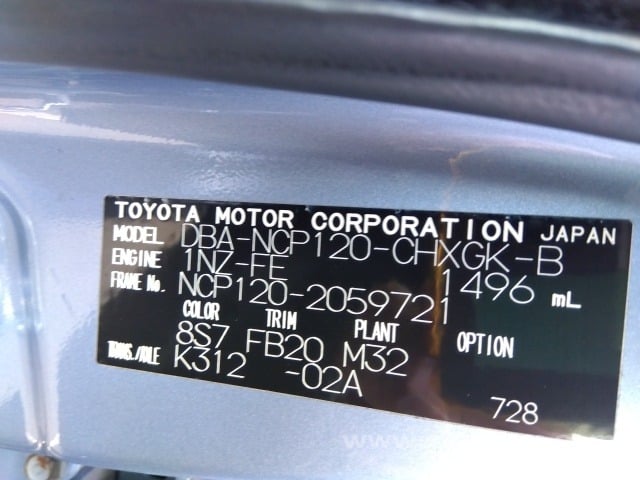 TOYOTA MOTOR CORPORATION JAPAN
MODEL DBA-NCP120-CHXGK-B
ENGINE 1NZ-FE 1496 mL
FRAME No. NCP120-2059721
COLOR TRIM PLANT OPTION
8S7 FB20 M32
TRANS./AXLE K312 -02A
728